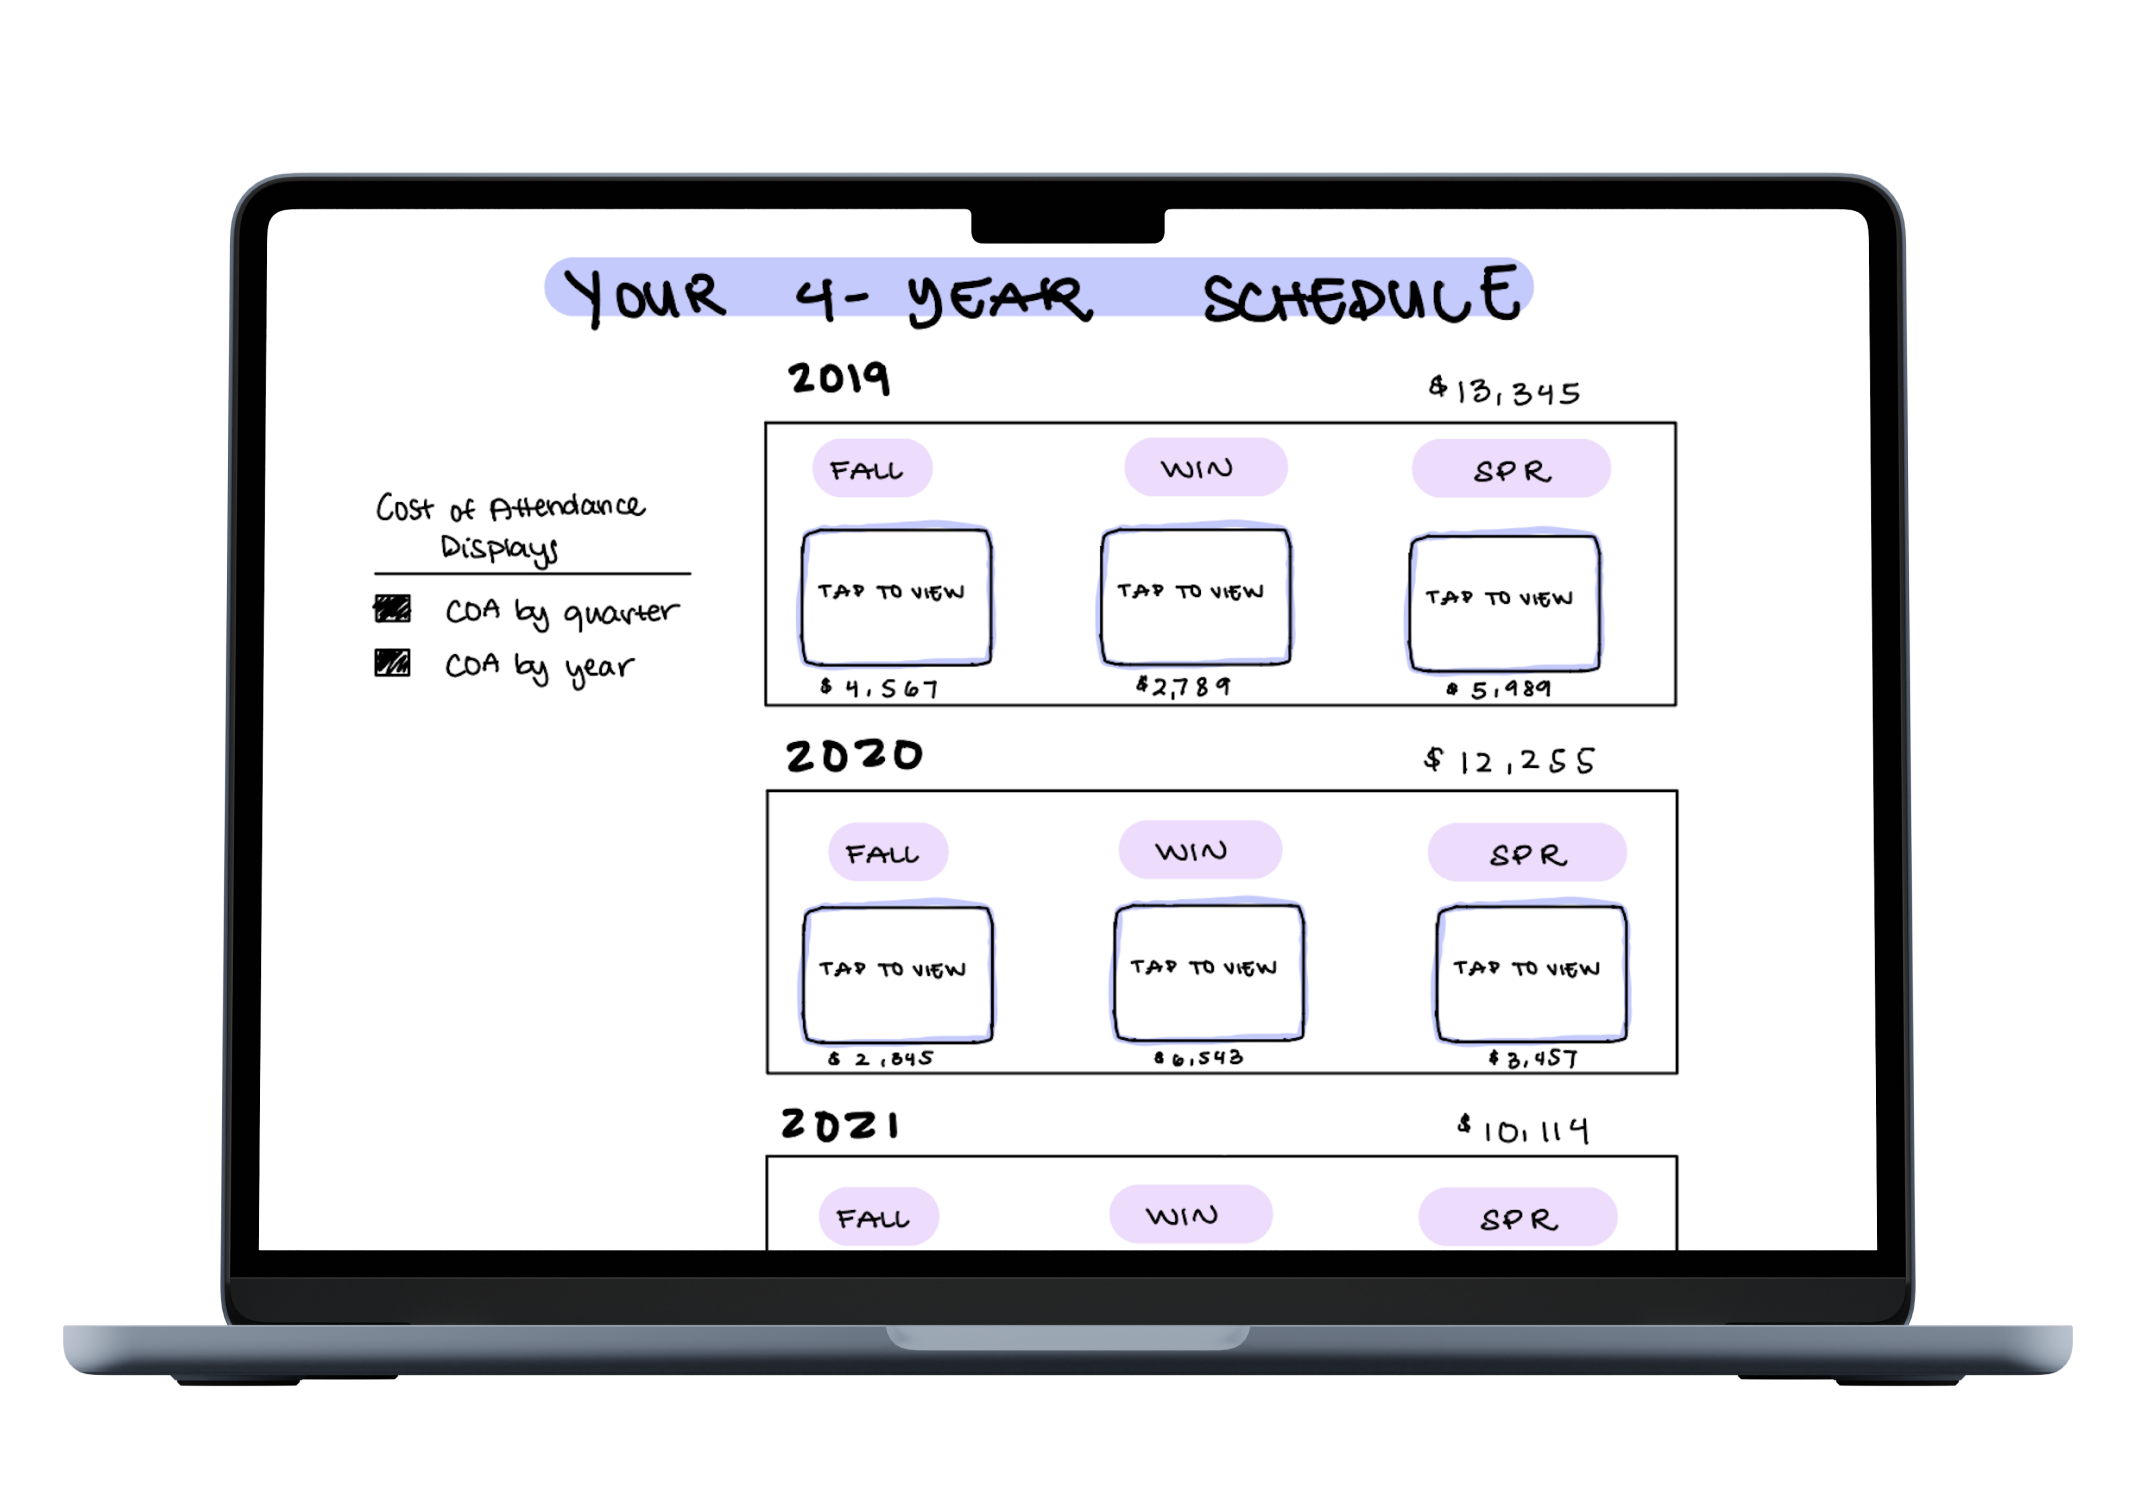 YOUR 4-YEAR SCHEDULE
Cost of Attendance
Displays
COA by quarter
COA by year
2019 $13,345
FALL WIN SPR
TAP TO VIEW TAP TO VIEW TAP TO VIEW
$4,567 $2,789 $5,989
2020 $12,255
FALL WIN SPR
TAP TO VIEW TAP TO VIEW TAP TO VIEW
$6,543 $3,457
2021 $10,114
FALL WIN SPR